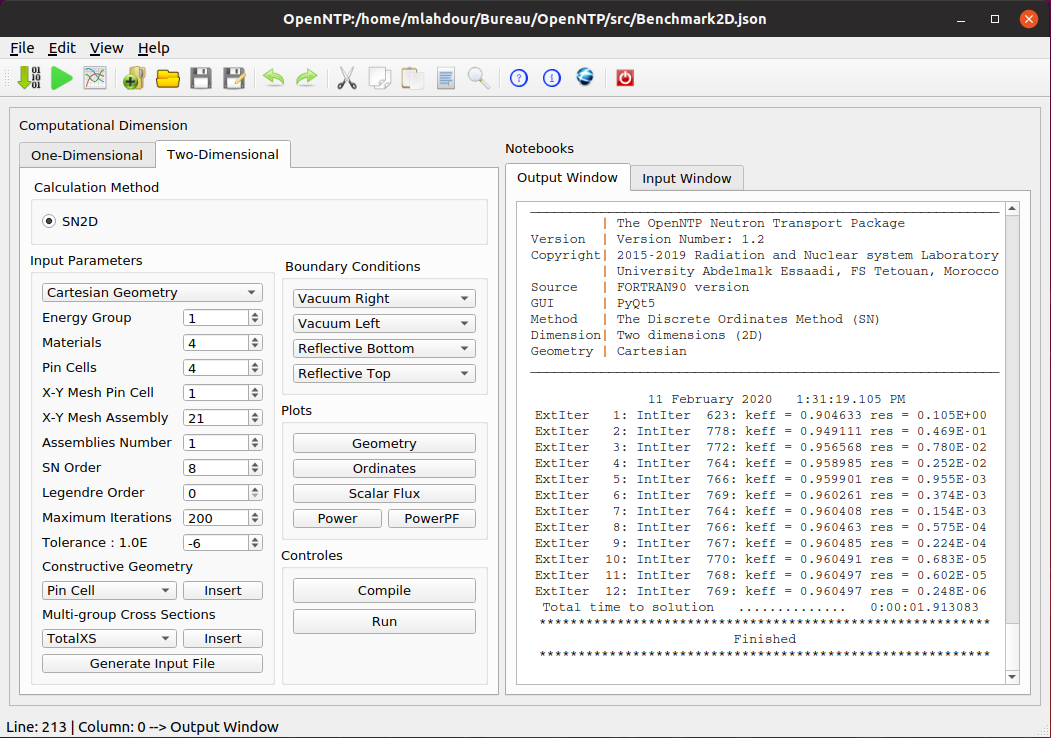 OpenNTP:/home/mlahdour/Bureau/OpenNTP/src/Benchmark2D.json
File Edit View Help
Computational Dimension
One-Dimensional Two-Dimensional
Calculation Method
SN2D
Input Parameters
Cartesian Geometry
Energy Group 1
Materials 4
Pin Cells 4
X-Y Mesh Pin Cell 1
X-Y Mesh Assembly 21
Assemblies Number 1
SN Order 8
Legendre Order 0
Maximum Iterations 200
Tolerance : 1.0E -6
Constructive Geometry
Pin Cell Insert
Multi-group Cross Sections
TotalXS Insert
Generate Input File
Boundary Conditions
Vacuum Right
Vacuum Left
Reflective Bottom
Reflective Top
Plots
Geometry
Ordinates
Scalar Flux
Power PowerPF
Controles
Compile
Run
Notebooks
Output Window Input Window
| The OpenNTP Neutron Transport Package
Version | Version Number: 1.2
Copyright| 2015-2019 Radiation and Nuclear system Laboratory
| University Abdelmalk Essaadi, FS Tetouan, Morocco
Source | FORTRAN90 version
GUI | PyQt5
Method | The Discrete Ordinates Method (SN)
Dimension| Two dimensions (2D)
Geometry | Cartesian
11 February 2020 1:31:19.105 PM
ExtIter 1: IntIter 623: keff = 0.904633 res = 0.105E+00
ExtIter 2: IntIter 778: keff = 0.949111 res = 0.469E-01
ExtIter 3: IntIter 772: keff = 0.956568 res = 0.780E-02
ExtIter 4: IntIter 764: keff = 0.958985 res = 0.252E-02
ExtIter 5: IntIter 766: keff = 0.959901 res = 0.955E-03
ExtIter 6: IntIter 769: keff = 0.960261 res = 0.374E-03
ExtIter 7: IntIter 764: keff = 0.960408 res = 0.154E-03
ExtIter 8: IntIter 766: keff = 0.960463 res = 0.575E-04
ExtIter 9: IntIter 767: keff = 0.960485 res = 0.224E-04
ExtIter 10: IntIter 770: keff = 0.960491 res = 0.683E-05
ExtIter 11: IntIter 768: keff = 0.960497 res = 0.602E-05
ExtIter 12: IntIter 769: keff = 0.960497 res = 0.248E-06
Total time to solution .............. 0:00:01.913083
**********************************************************
Finished
**********************************************************
Line: 213 | Column: 0 --> Output Window